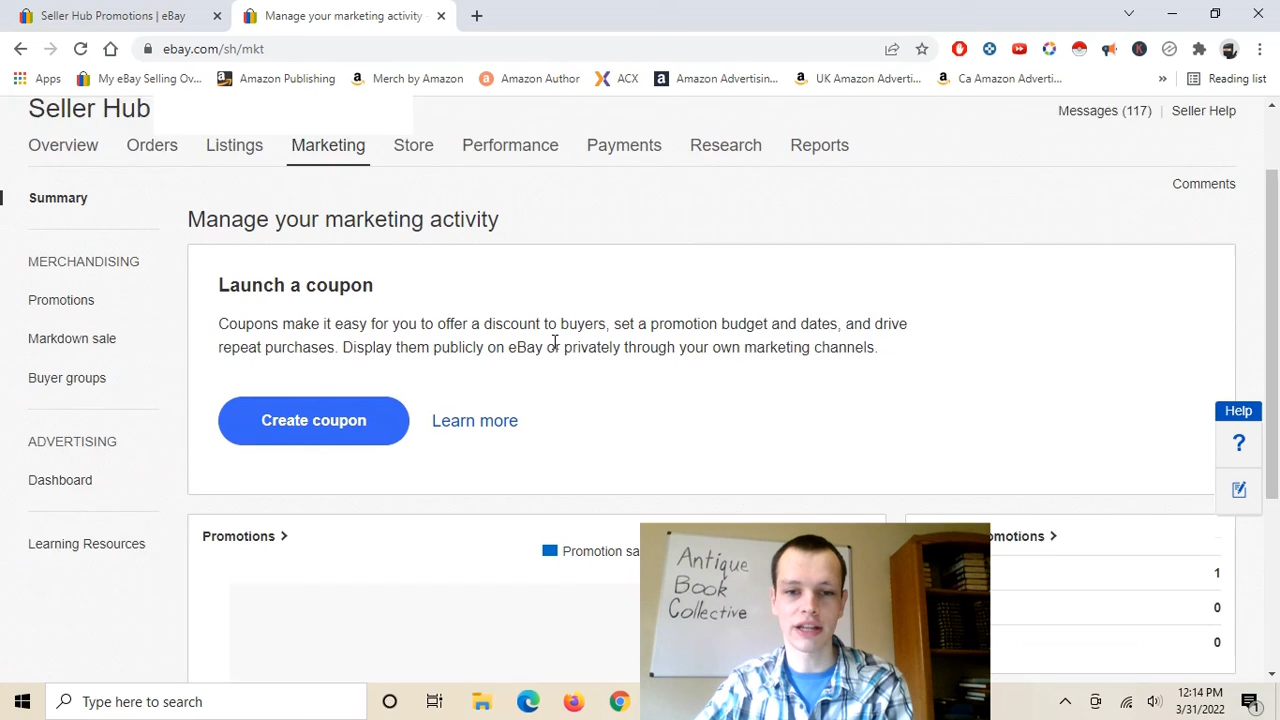 Seller Hub Promotions | eBay
Manage your marketing activity
ebay.com/sh/mkt
Apps
My eBay Selling Ov...
Amazon Publishing
Merch by Amazon
Amazon Author
ACX
Amazon Advertisin...
UK Amazon Adverti...
Ca Amazon Adverti...
»
Reading list
Seller Hub
Messages (117)
Seller Help
Overview
Orders
Listings
Marketing
Store
Performance
Payments
Research
Reports
Comments
Summary
MERCHANDISING
Promotions
Markdown sale
Buyer groups
ADVERTISING
Dashboard
Learning Resources
Manage your marketing activity
Launch a coupon
Coupons make it easy for you to offer a discount to buyers, set a promotion budget and dates, and drive
repeat purchases. Display them publicly on eBay or privately through your own marketing channels.
Create coupon
Learn more
Help
?
Promotions >
Promotion sa
omotions >
1
0
0
Antique
Book
Collective
Type here to search
12:14 PM
3/31/2022
1